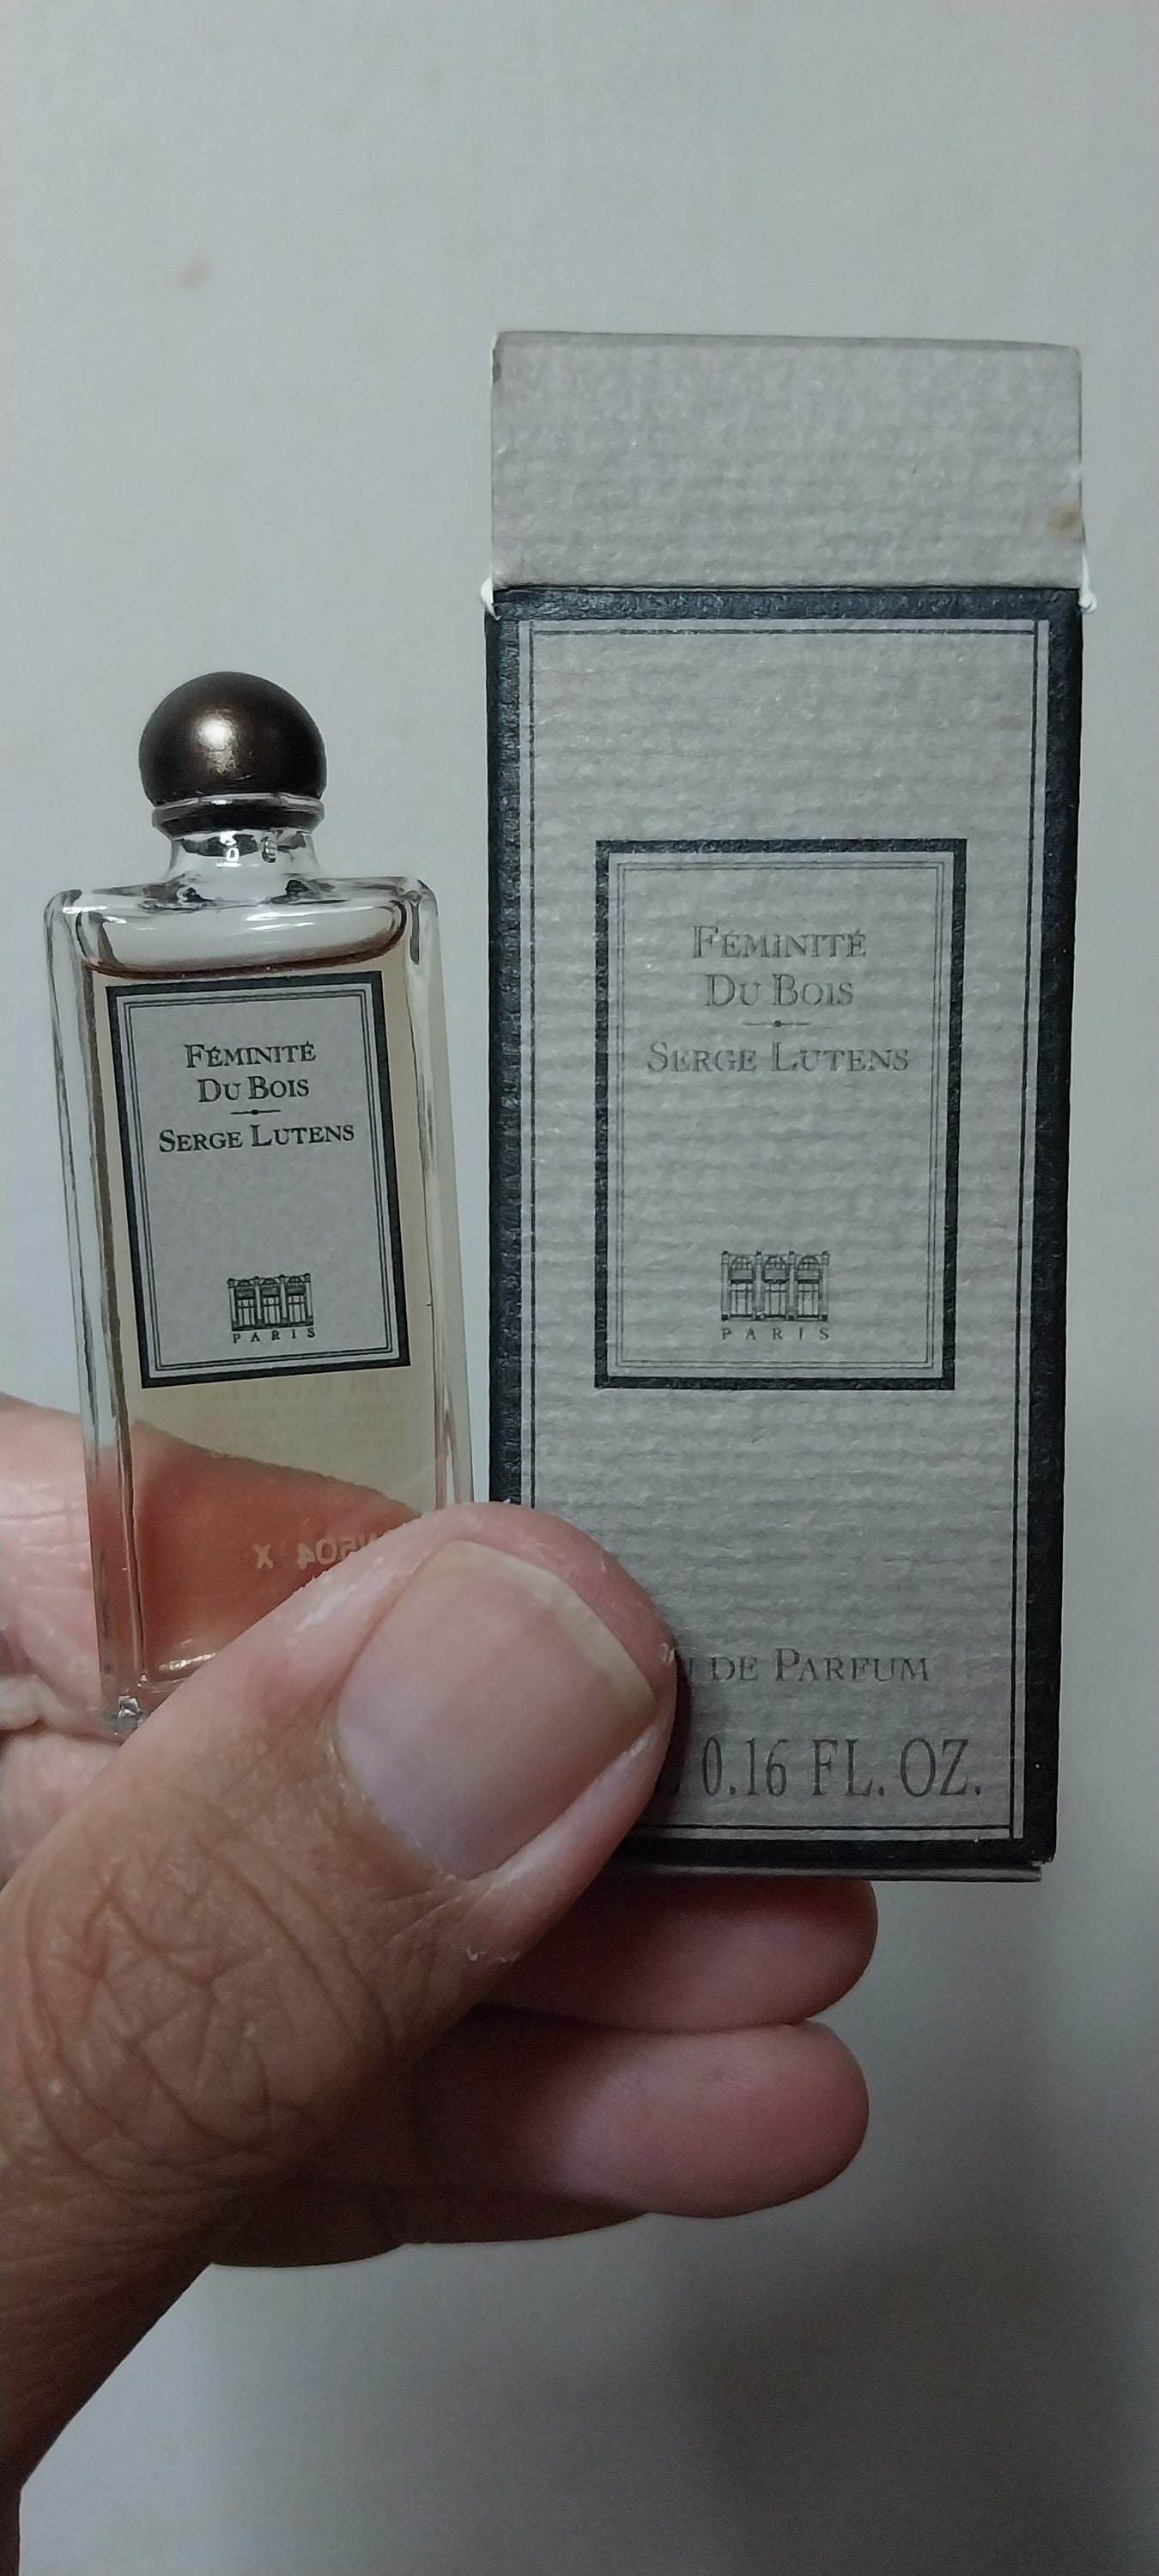 FÉMINITÉ
DU BOIS
SERGE LUTENS
PARIS
FÉMINITÉ
DU BOIS
SERGE LUTENS
PARIS
DE PARFUM
0.16 FL. OZ.